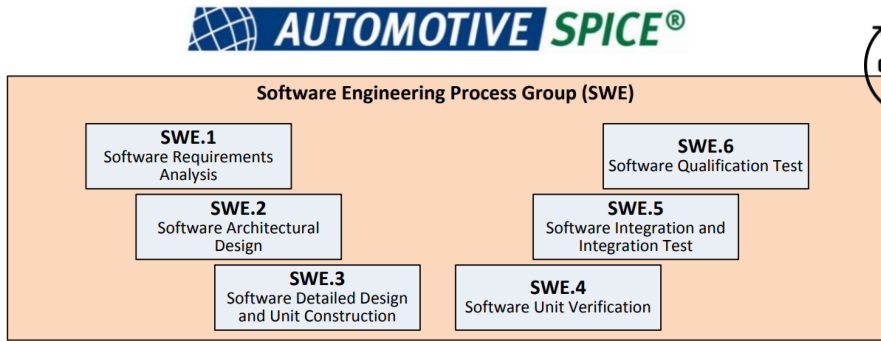 AUTOMOTIVE SPICE®
Software Engineering Process Group (SWE)
SWE.1
Software Requirements
Analysis
SWE.2
Software Architectural
Design
SWE.3
Software Detailed Design
and Unit Construction
SWE.4
Software Unit Verification
SWE.5
Software Integration and
Integration Test
SWE.6
Software Qualification Test